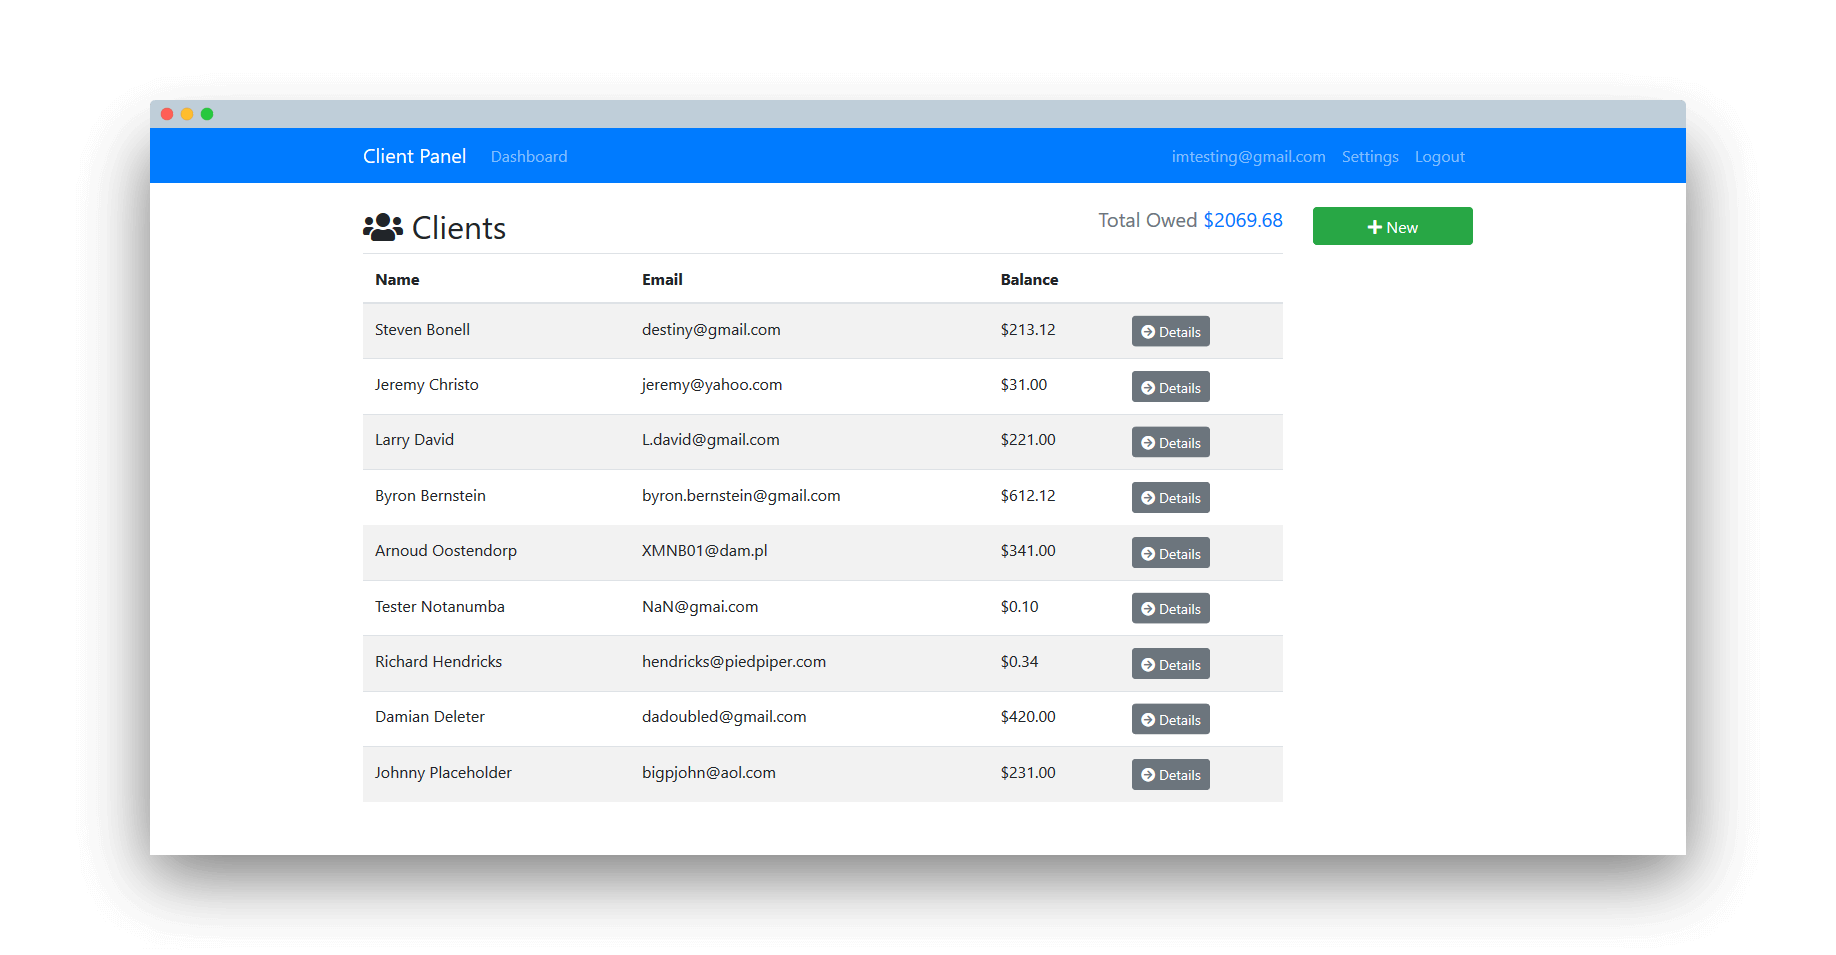 Client Panel Dashboard imtesting@gmail.com Settings Logout
Clients Total Owed $2069.68 New
Name Email Balance
Steven Bonell destiny@gmail.com $213.12 Details
Jeremy Christo jeremy@yahoo.com $31.00 Details
Larry David L.david@gmail.com $221.00 Details
Byron Bernstein byron.bernstein@gmail.com $612.12 Details
Arnoud Oostendorp XMNB01@dam.pl $341.00 Details
Tester Notanumba NaN@gmai.com $0.10 Details
Richard Hendricks hendricks@piedpiper.com $0.34 Details
Damian Deleter dadoubled@gmail.com $420.00 Details
Johnny Placeholder bigpjohn@aol.com $231.00 Details